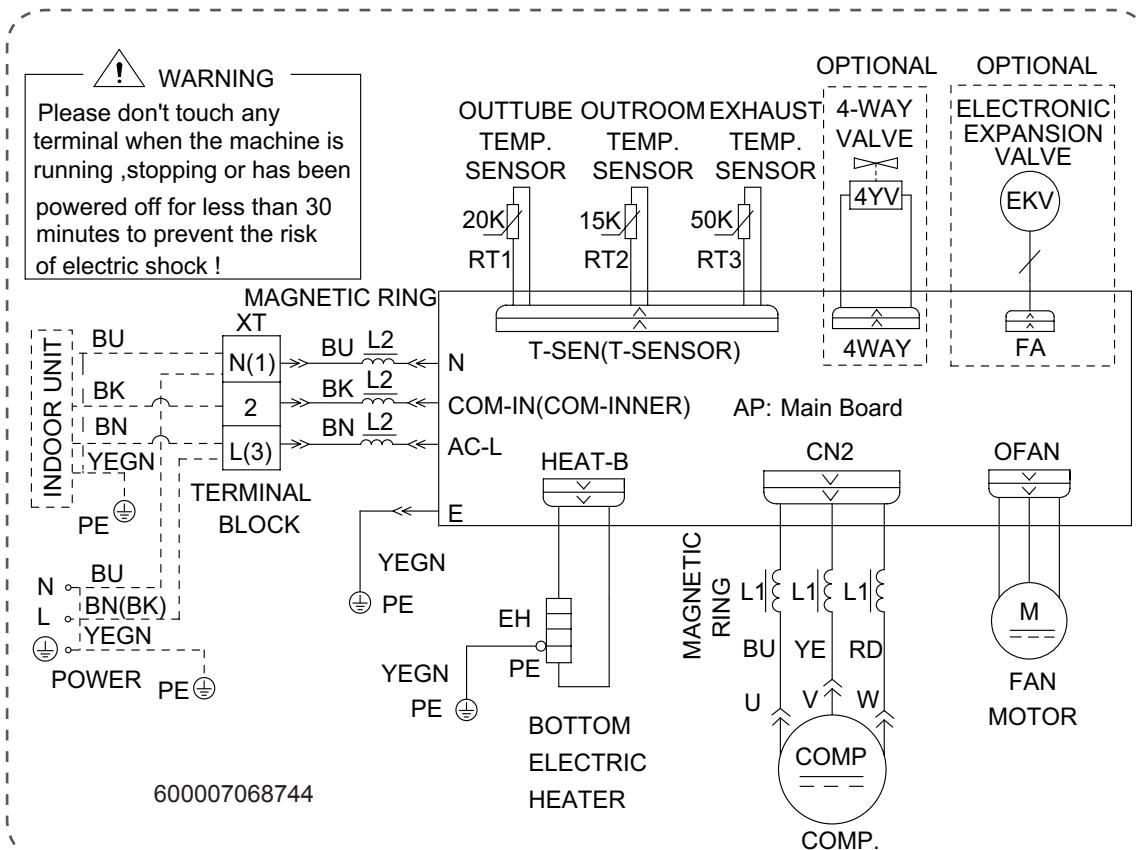 WARNING
Please don't touch any
terminal when the machine is
running ,stopping or has been
powered off for less than 30
minutes to prevent the risk
of electric shock !
OUTTUBE OUTROOM EXHAUST
TEMP. TEMP. TEMP.
SENSOR SENSOR SENSOR
20K 15K 50K
RT1 RT2 RT3
OPTIONAL
4-WAY
VALVE
4YV
4WAY
OPTIONAL
ELECTRONIC
EXPANSION
VALVE
EKV
FA
MAGNETIC RING
XT
T-SEN(T-SENSOR)
INDOOR UNIT
BU
N(1)
BU L2
N
BK
2
BK L2
COM-IN(COM-INNER)
AP: Main Board
BN
L(3)
BN L2
AC-L
YEGN
PE
TERMINAL
BLOCK
HEAT-B
CN2
OFAN
E
YEGN
PE
N BU
L BN(BK)
YEGN
POWER
PE
EH
PE
YEGN
PE
BOTTOM
ELECTRIC
HEATER
MAGNETIC
RING
L1 L1 L1
BU YE RD
U V W
COMP
COMP.
M
FAN
MOTOR
600007068744